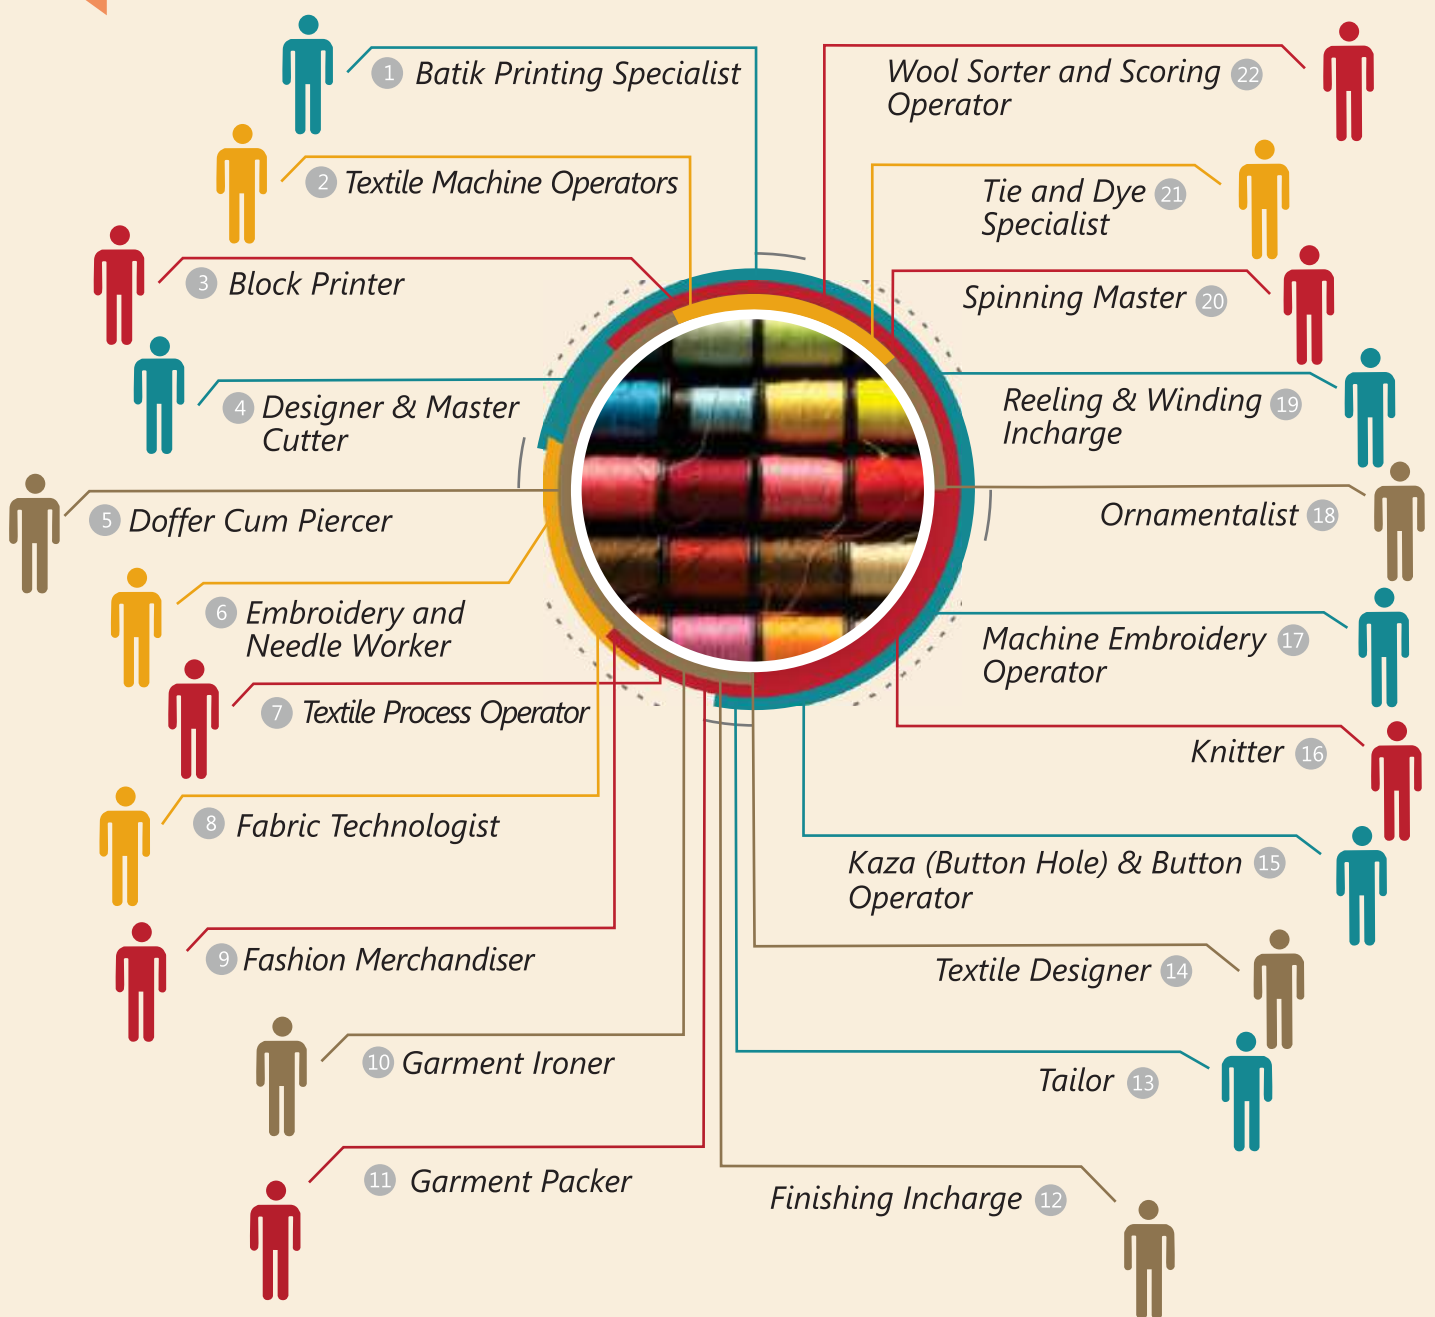 1 Batik Printing Specialist
2 Textile Machine Operators
3 Block Printer
4 Designer & Master
Cutter
5 Doffer Cum Piercer
6 Embroidery and
Needle Worker
7 Textile Process Operator
8 Fabric Technologist
9 Fashion Merchandiser
10 Garment Ironer
11 Garment Packer
Finishing Incharge 12
Tailor 13
Textile Designer 14
Kaza (Button Hole) & Button 15
Operator
Knitter 16
Machine Embroidery 17
Operator
Ornamentalist 18
Reeling & Winding 19
Incharge
Spinning Master 20
Tie and Dye 21
Specialist
Wool Sorter and Scoring 22
Operator